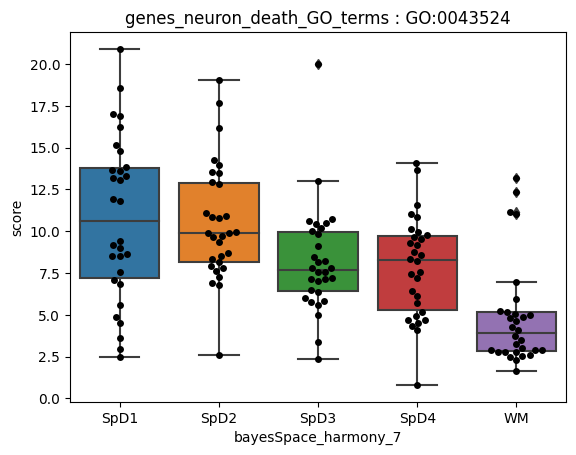 genes_neuron_death_GO_terms : GO:0043524
score
20.0
17.5
15.0
12.5
10.0
7.5
5.0
2.5
0.0
SpD1 SpD2 SpD3 SpD4 WM
bayesSpace_harmony_7